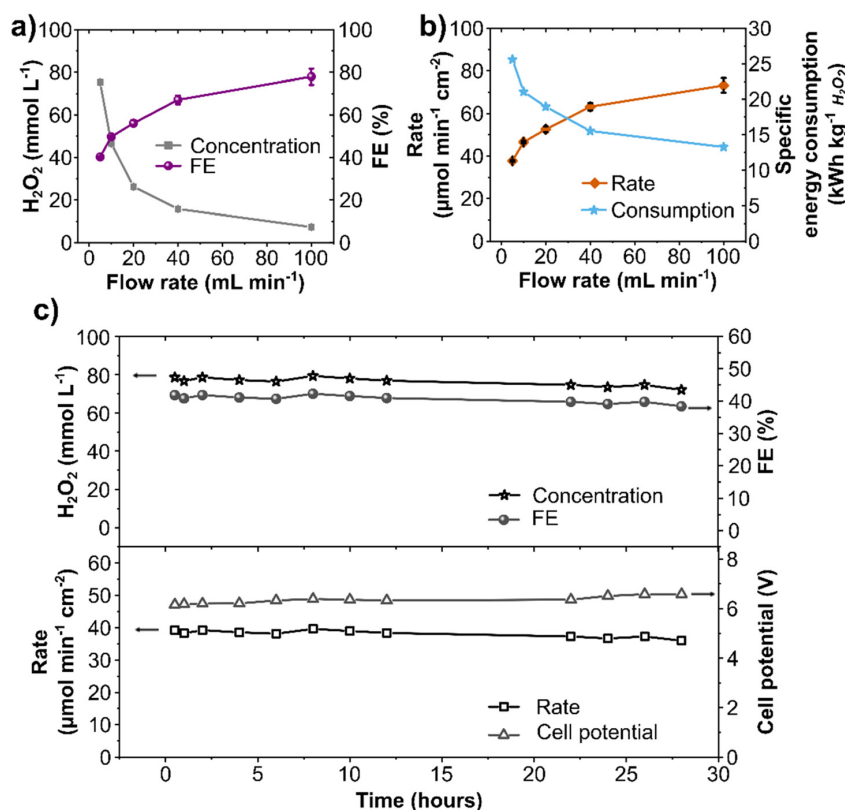 a)
H₂O₂ (mmol L⁻¹)
100
80
60
40
20
0
Concentration
FE
100
80
60
40
20
0
FE (%)
0 20 40 60 80 100
Flow rate (mL min⁻¹)
b)
Rate
(μmol min⁻¹ cm⁻²)
100
80
60
40
20
0
Rate
Consumption
30
25
20
15
10
5
0
Specific
energy consumption
(kWh kg⁻¹ H₂O₂)
0 20 40 60 80 100
Flow rate (mL min⁻¹)
c)
H₂O₂ (mmol L⁻¹)
100
80
60
40
20
0
Concentration
FE
60
50
40
30
20
10
0
FE (%)
Rate
(μmol min⁻¹ cm⁻²)
60
50
40
30
20
10
0
Rate
Cell potential
8
6
4
2
0
Cell potential (V)
0 5 10 15 20 25 30
Time (hours)